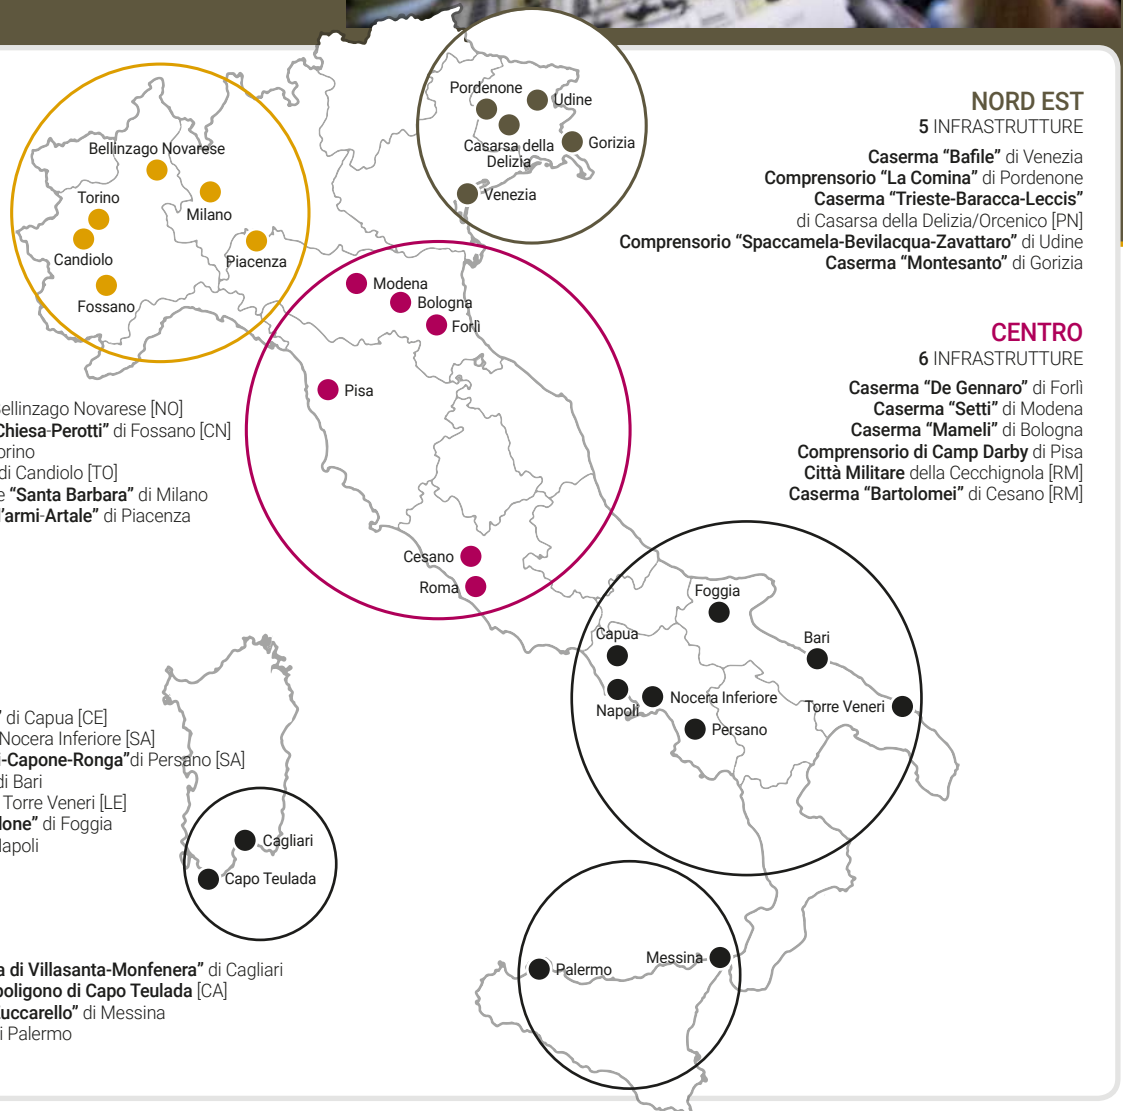 Pordenone
Udine
Casarsa della
Delizia
Gorizia
Venezia
Bellinzago Novarese
Torino
Milano
Candiolo
Piacenza
Fossano
NORD EST
5 INFRASTRUTTURE
Caserma “Bafile” di Venezia
Comprensorio “La Comina” di Pordenone
Caserma “Trieste-Baracca-Leccis”
di Casarsa della Delizia/Orcenico [PN]
Comprensorio “Spaccamela-Bevilacqua-Zavattaro” di Udine
Caserma “Montesanto” di Gorizia
Modena
Bologna
Forlì
Pisa
Cesano
Roma
CENTRO
6 INFRASTRUTTURE
Caserma “De Gennaro” di Forlì
Caserma “Setti” di Modena
Caserma “Mameli” di Bologna
Comprensorio di Camp Darby di Pisa
Città Militare della Cecchignola [RM]
Caserma “Bartolomei” di Cesano [RM]
Bellinzago Novarese [NO]
Chiesa-Perotti” di Fossano [CN]
orino
di Candiolo [TO]
e “Santa Barbara” di Milano
'armi-Artale” di Piacenza
Foggia
Capua
Bari
Napoli
Nocera Inferiore
Torre Veneri
Persano
” di Capua [CE]
Nocera Inferiore [SA]
i-Capone-Ronga”di Persano [SA]
di Bari
Torre Veneri [LE]
lone” di Foggia
Napoli
Cagliari
Capo Teulada
Messina
Palermo
a di Villasanta-Monfenera” di Cagliari
poligono di Capo Teulada [CA]
Zuccarello” di Messina
i Palermo